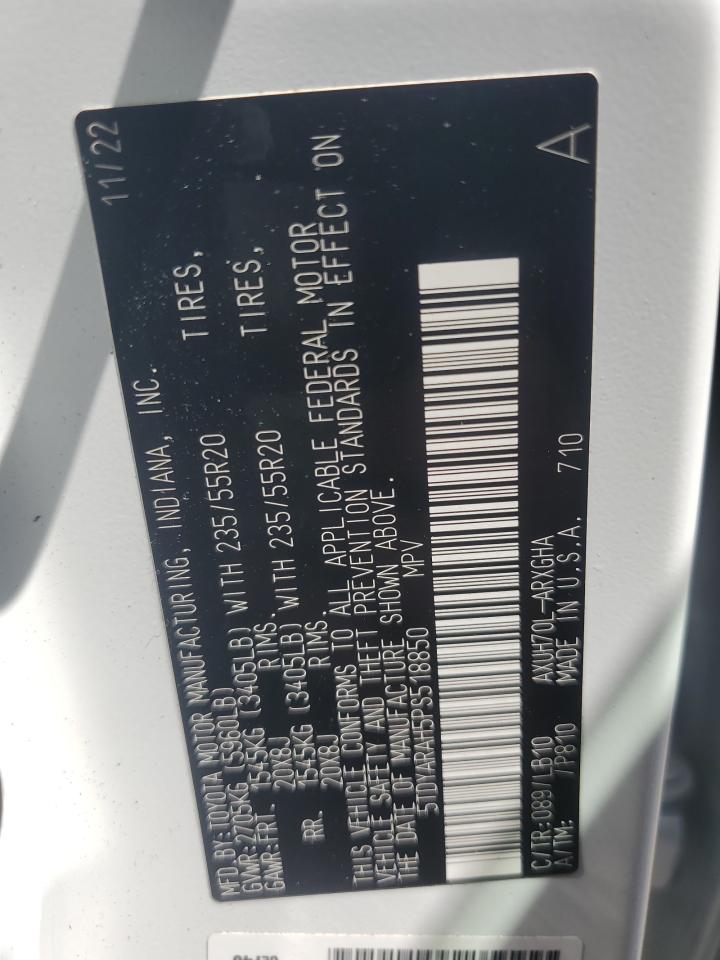 MFD BY: TOYOTA MOTOR MANUFACTURING, INDIANA, INC. 11/22
GVWR: 2705KG (5960LB)
GAWR: FRT. 1545KG (3405LB) WITH 235/55R20 TIRES,
20X8J RIMS.
RR. 1545KG (3405LB) WITH 235/55R20 TIRES, .
20X8J RIMS.
THIS VEHICLE CONFORMS TO ALL APPLICABLE FEDERAL MOTOR
VEHICLE SAFETY AND THEFT PREVENTION STANDARDS IN EFFECT ON
THE DATE OF MANUFACTURE SHOWN ABOVE.
5TDYARAH5PS518850 MPV
C/TR: 089 /LB10 AXUH70L-ARXGHA A
A/TM: /P810 MADE IN U.S.A. 710